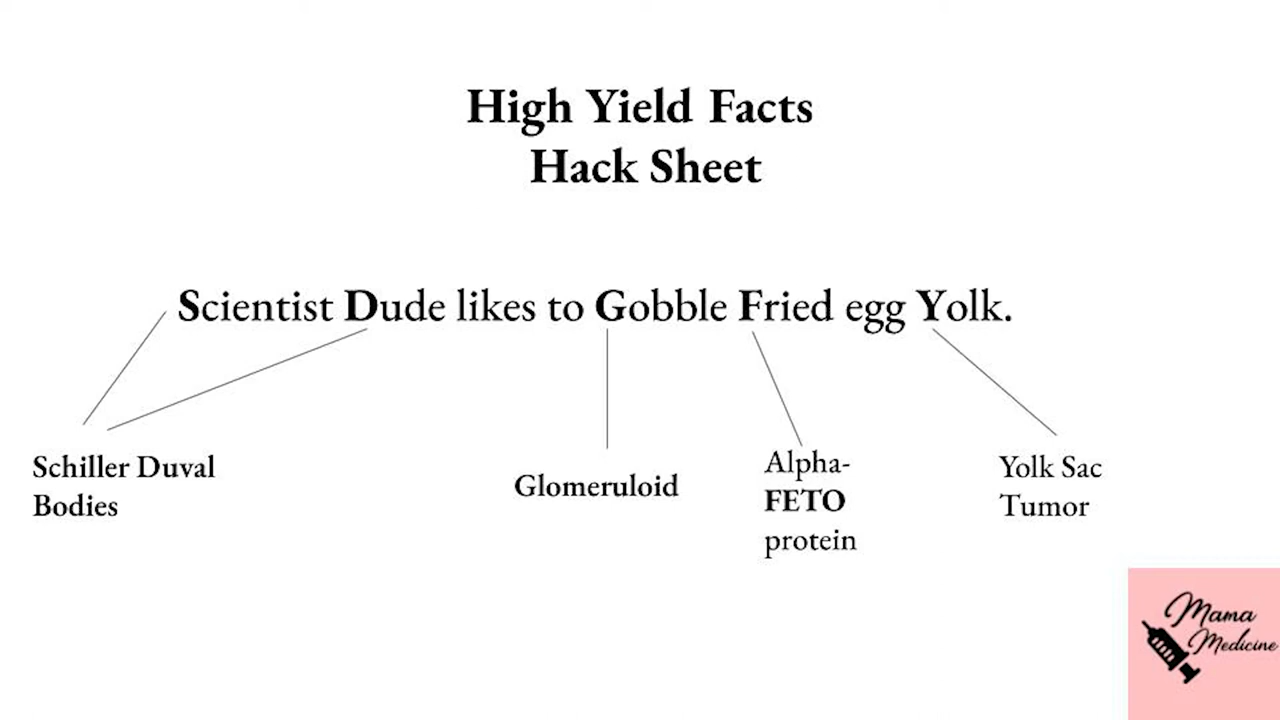 High Yield Facts
Hack Sheet
Scientist Dude likes to Gobble Fried egg Yolk.
Schiller Duval
Bodies
Glomeruloid
Alpha-
FETO
protein
Yolk Sac
Tumor
Mama
Medicine